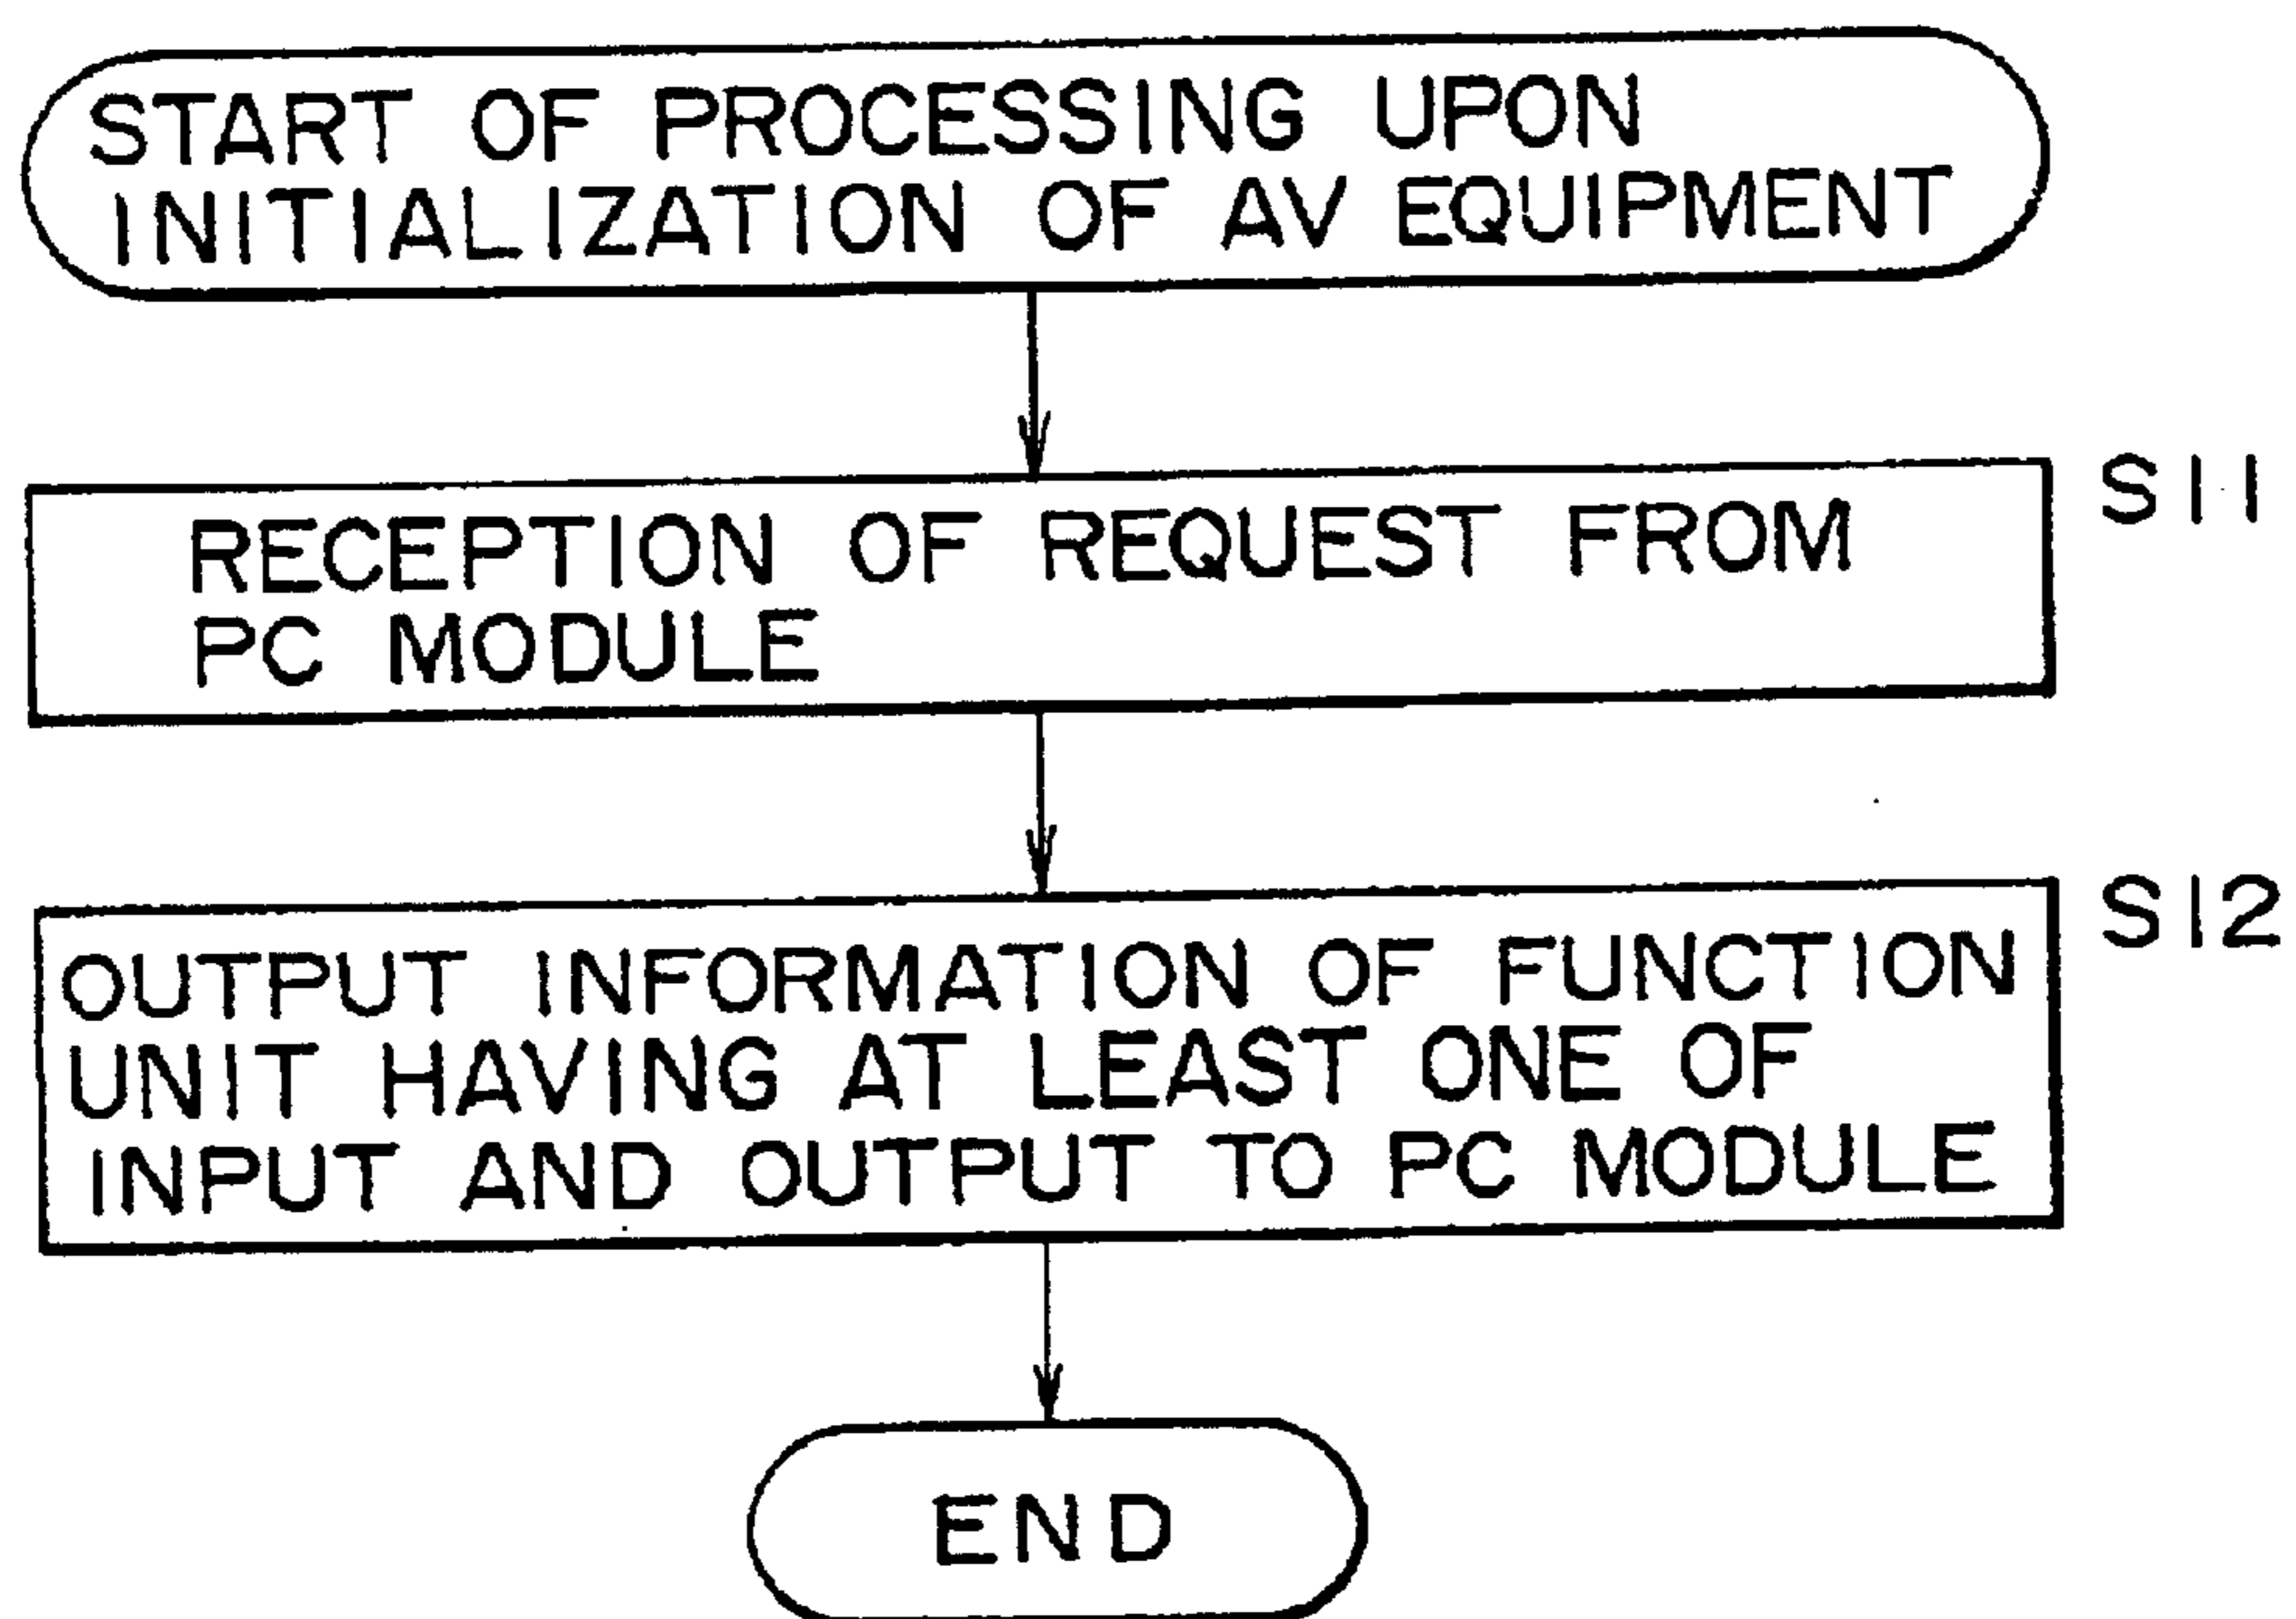 START OF PROCESSING UPON
INITIALIZATION OF AV EQUIPMENT
S11
RECEPTION OF REQUEST FROM
PC MODULE
S12
OUTPUT INFORMATION OF FUNCTION
UNIT HAVING AT LEAST ONE OF
INPUT AND OUTPUT TO PC MODULE
END